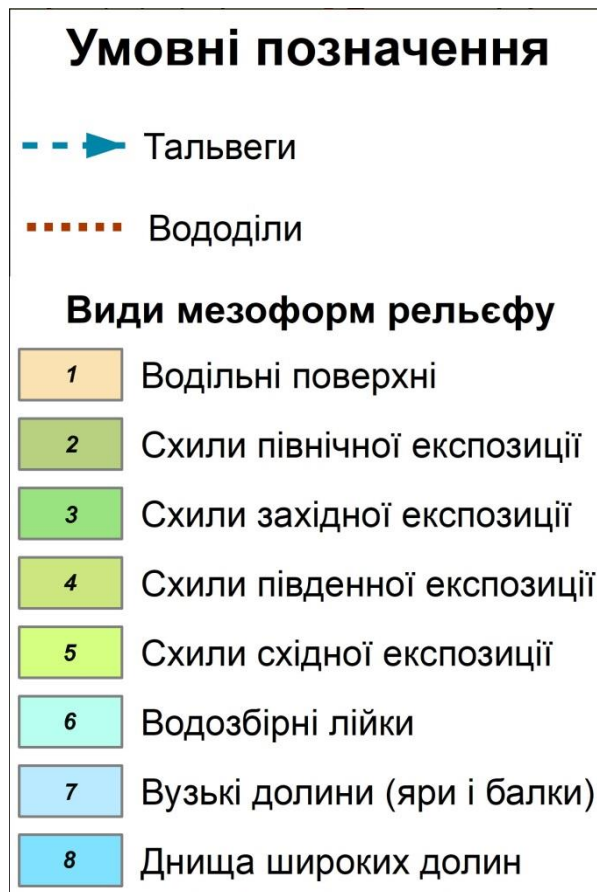 Умовні позначення
Тальвеги
Вододіли
Види мезоформ рельєфу
1 Водільні поверхні
2 Схили північної експозиції
3 Схили західної експозиції
4 Схили південної експозиції
5 Схили східної експозиції
6 Водозбірні лійки
7 Вузькі долини (яри і балки)
8 Днища широких долин